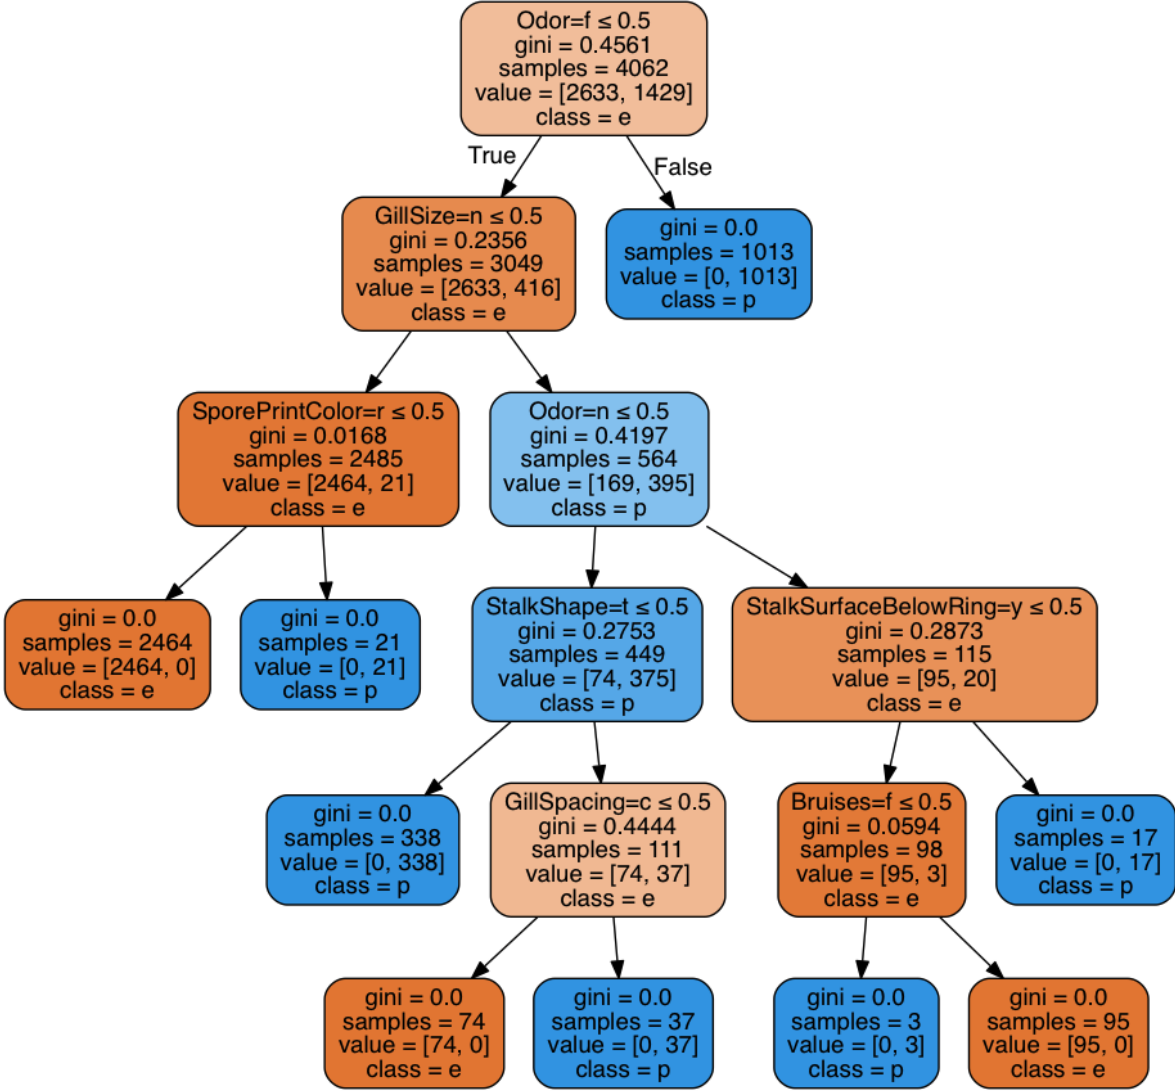 Odor=f ≤ 0.5
gini = 0.4561
samples = 4062
value = [2633, 1429]
class = e
True
False
GillSize=n ≤ 0.5
gini = 0.2356
samples = 3049
value = [2633, 416]
class = e
gini = 0.0
samples = 1013
value = [0, 1013]
class = p
SporePrintColor=r ≤ 0.5
gini = 0.0168
samples = 2485
value = [2464, 21]
class = e
Odor=n ≤ 0.5
gini = 0.4197
samples = 564
value = [169, 395]
class = p
gini = 0.0
samples = 2464
value = [2464, 0]
class = e
gini = 0.0
samples = 21
value = [0, 21]
class = p
StalkShape=t ≤ 0.5
gini = 0.2753
samples = 449
value = [74, 375]
class = p
StalkSurfaceBelowRing=y ≤ 0.5
gini = 0.2873
samples = 115
value = [95, 20]
class = e
gini = 0.0
samples = 338
value = [0, 338]
class = p
GillSpacing=c ≤ 0.5
gini = 0.4444
samples = 111
value = [74, 37]
class = e
Bruises=f ≤ 0.5
gini = 0.0594
samples = 98
value = [95, 3]
class = e
gini = 0.0
samples = 17
value = [0, 17]
class = p
gini = 0.0
samples = 74
value = [74, 0]
class = e
gini = 0.0
samples = 37
value = [0, 37]
class = p
gini = 0.0
samples = 3
value = [0, 3]
class = p
gini = 0.0
samples = 95
value = [95, 0]
class = e